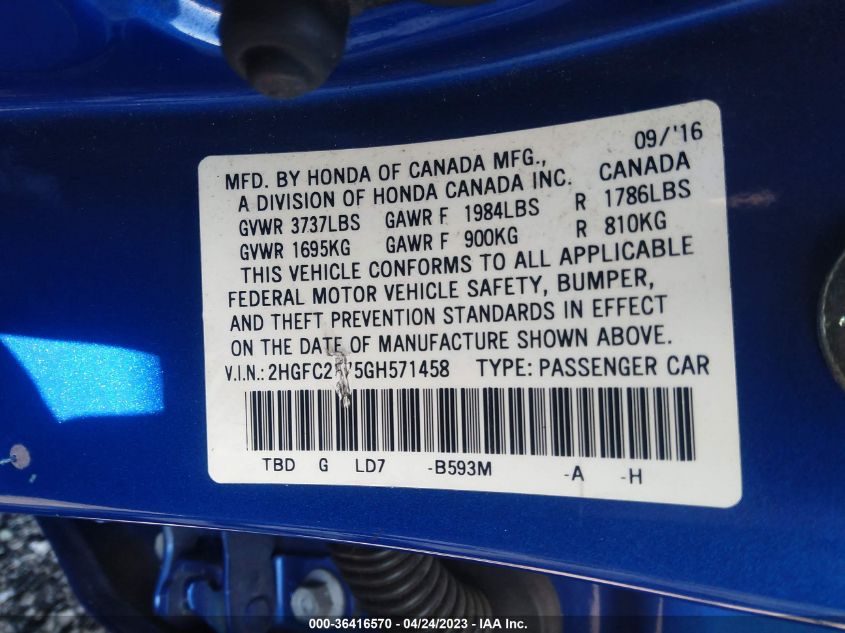 09/'16
MFD. BY HONDA OF CANADA MFG., CANADA
A DIVISION OF HONDA CANADA INC.
GVWR 3737LBS GAWR F 1984LBS R 1786LBS
GVWR 1695KG GAWR F 900KG R 810KG
THIS VEHICLE CONFORMS TO ALL APPLICABLE
FEDERAL MOTOR VEHICLE SAFETY, BUMPER,
AND THEFT PREVENTION STANDARDS IN EFFECT
ON THE DATE OF MANUFACTURE SHOWN ABOVE.
V.I.N.: TYPE: PASSENGER CAR
TBD G LD7 -B593M -A -H
000-36416570 / 04/24/2023 / IAA Inc.